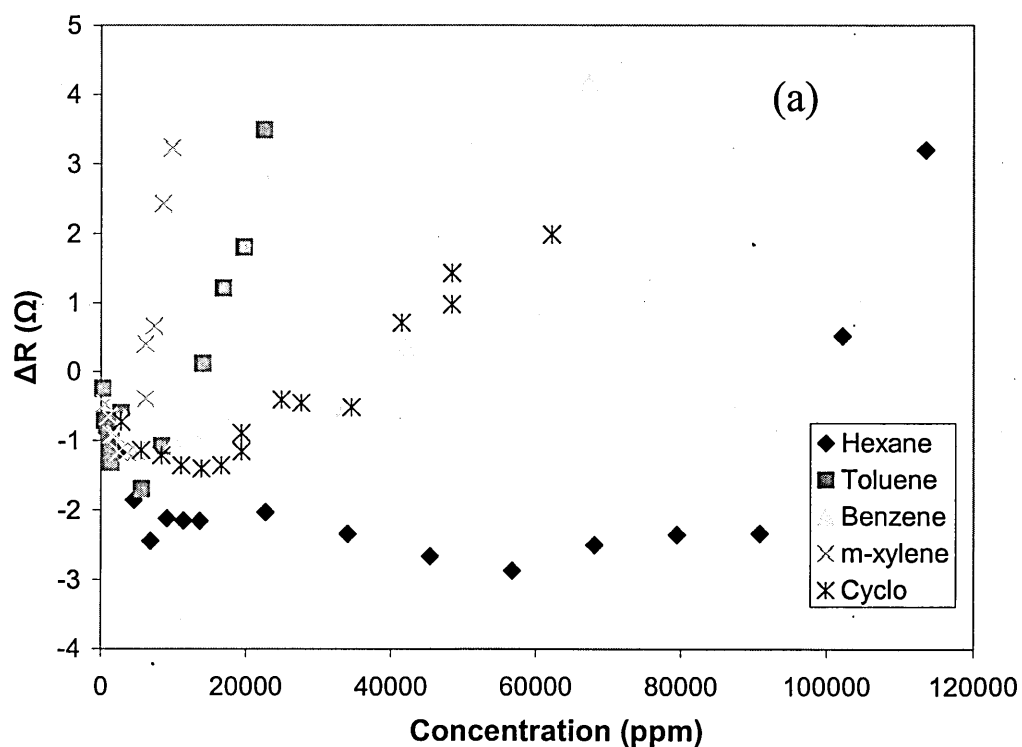 5
(a)
4
3
2
1
0
-1
-2
-3
-4
ΔR (Ω)
Hexane
Toluene
Benzene
m-xylene
Cyclo
0 20000 40000 60000 80000 100000 120000
Concentration (ppm)